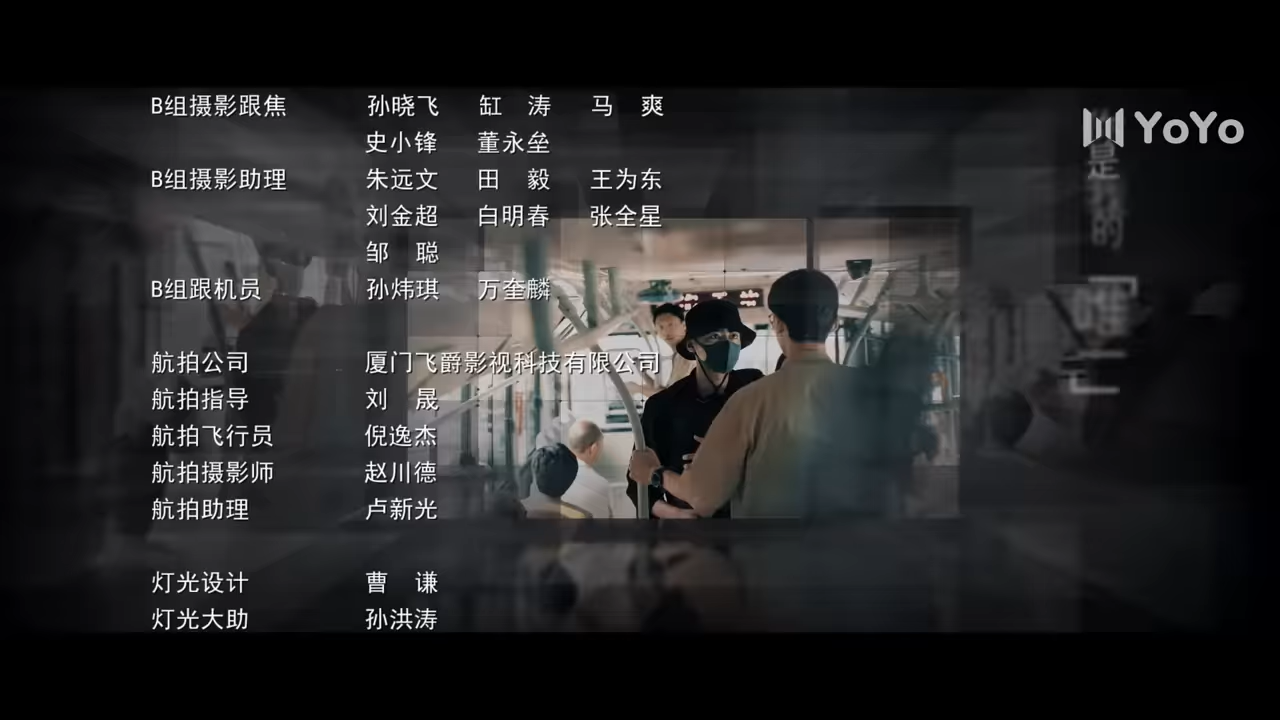 B组摄影跟焦 孙晓飞 缸 涛 马 爽
史小锋 董永垒
B组摄影助理 朱远文 田 毅 王为东
刘金超 白明春 张全星
邹 聪
B组跟机员 孙炜琪 万奎麟
航拍公司 厦门飞爵影视科技有限公司
航拍指导 刘 晟
航拍飞行员 倪逸杰
航拍摄影师 赵川德
航拍助理 卢新光
灯光设计 曹 谦
灯光大助 孙洪涛
YoYo
是我的